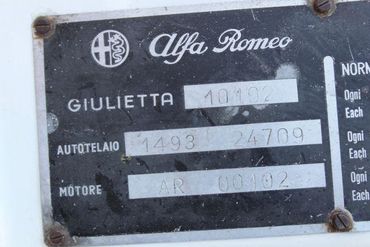 Alfa Romeo
GIULIETTA 10102
NORM
AUTOTELAIO 1493 24709
Ogni
Each
Ogni
Each
MOTORE AR 00102
Ogni
Each